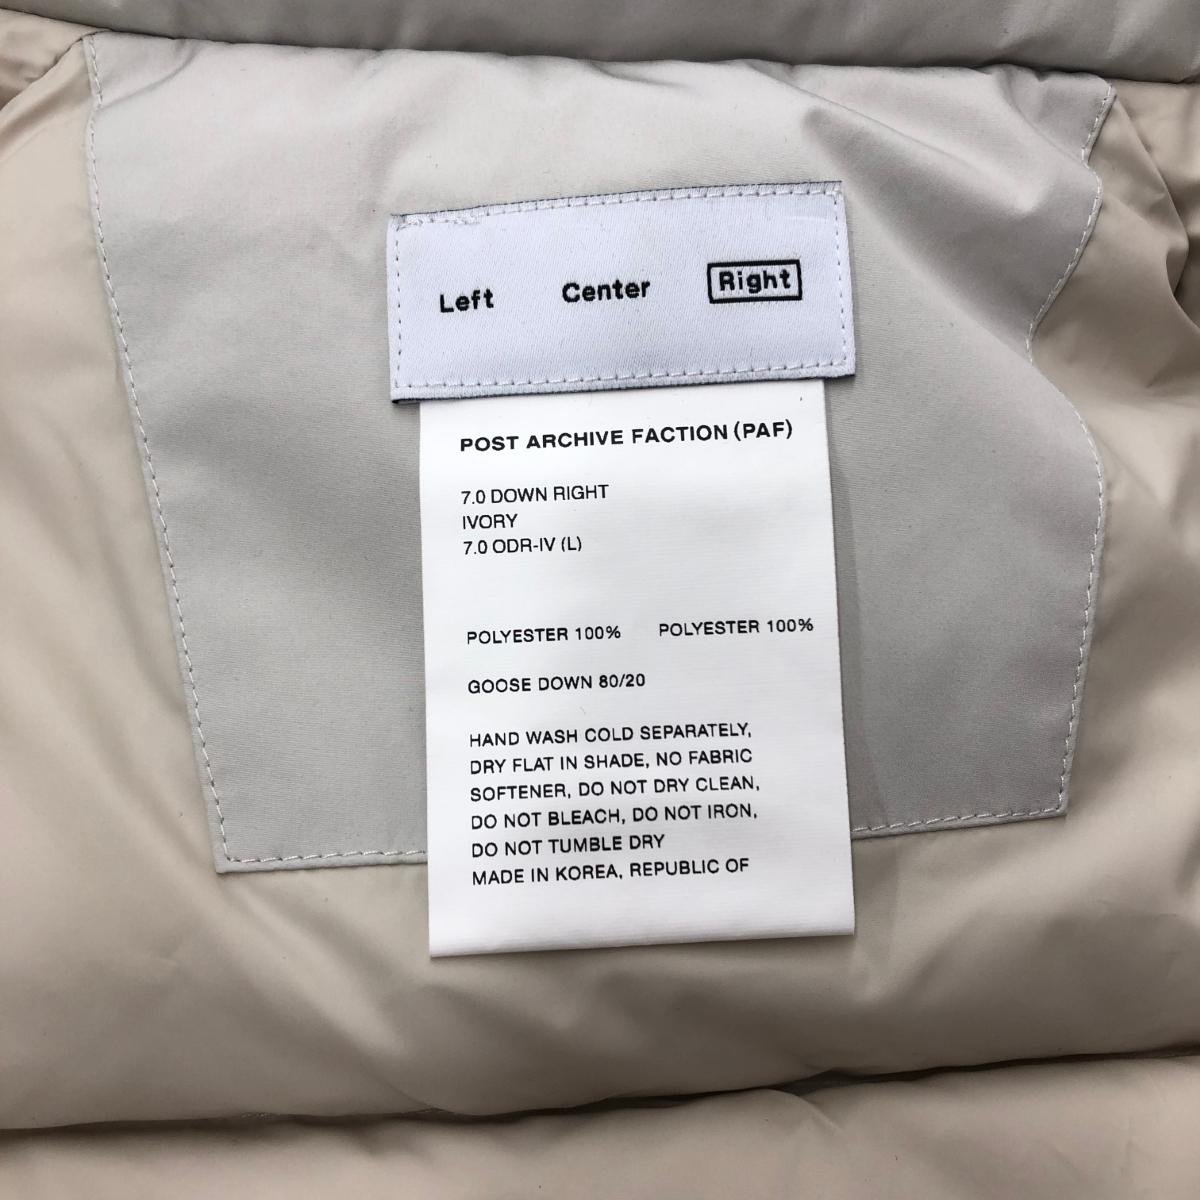 Left Center Right
POST ARCHIVE FACTION (PAF)
7.0 DOWN RIGHT
IVORY
7.0 ODR-IV (L)
POLYESTER 100% POLYESTER 100%
GOOSE DOWN 80/20
HAND WASH COLD SEPARATELY,
DRY FLAT IN SHADE, NO FABRIC
SOFTENER, DO NOT DRY CLEAN,
DO NOT BLEACH, DO NOT IRON,
DO NOT TUMBLE DRY
MADE IN KOREA, REPUBLIC OF